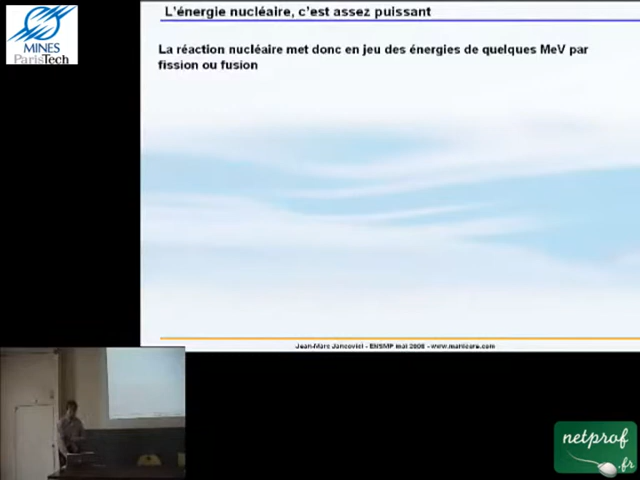 L'énergie nucléaire, c'est assez puissant
MINES
ParisTech
La réaction nucléaire met donc en jeu des énergies de quelques MeV par
fission ou fusion
Jean-Marc Jancovici - ENSMP mai 2008 - www.manicore.com
netprof
.fr